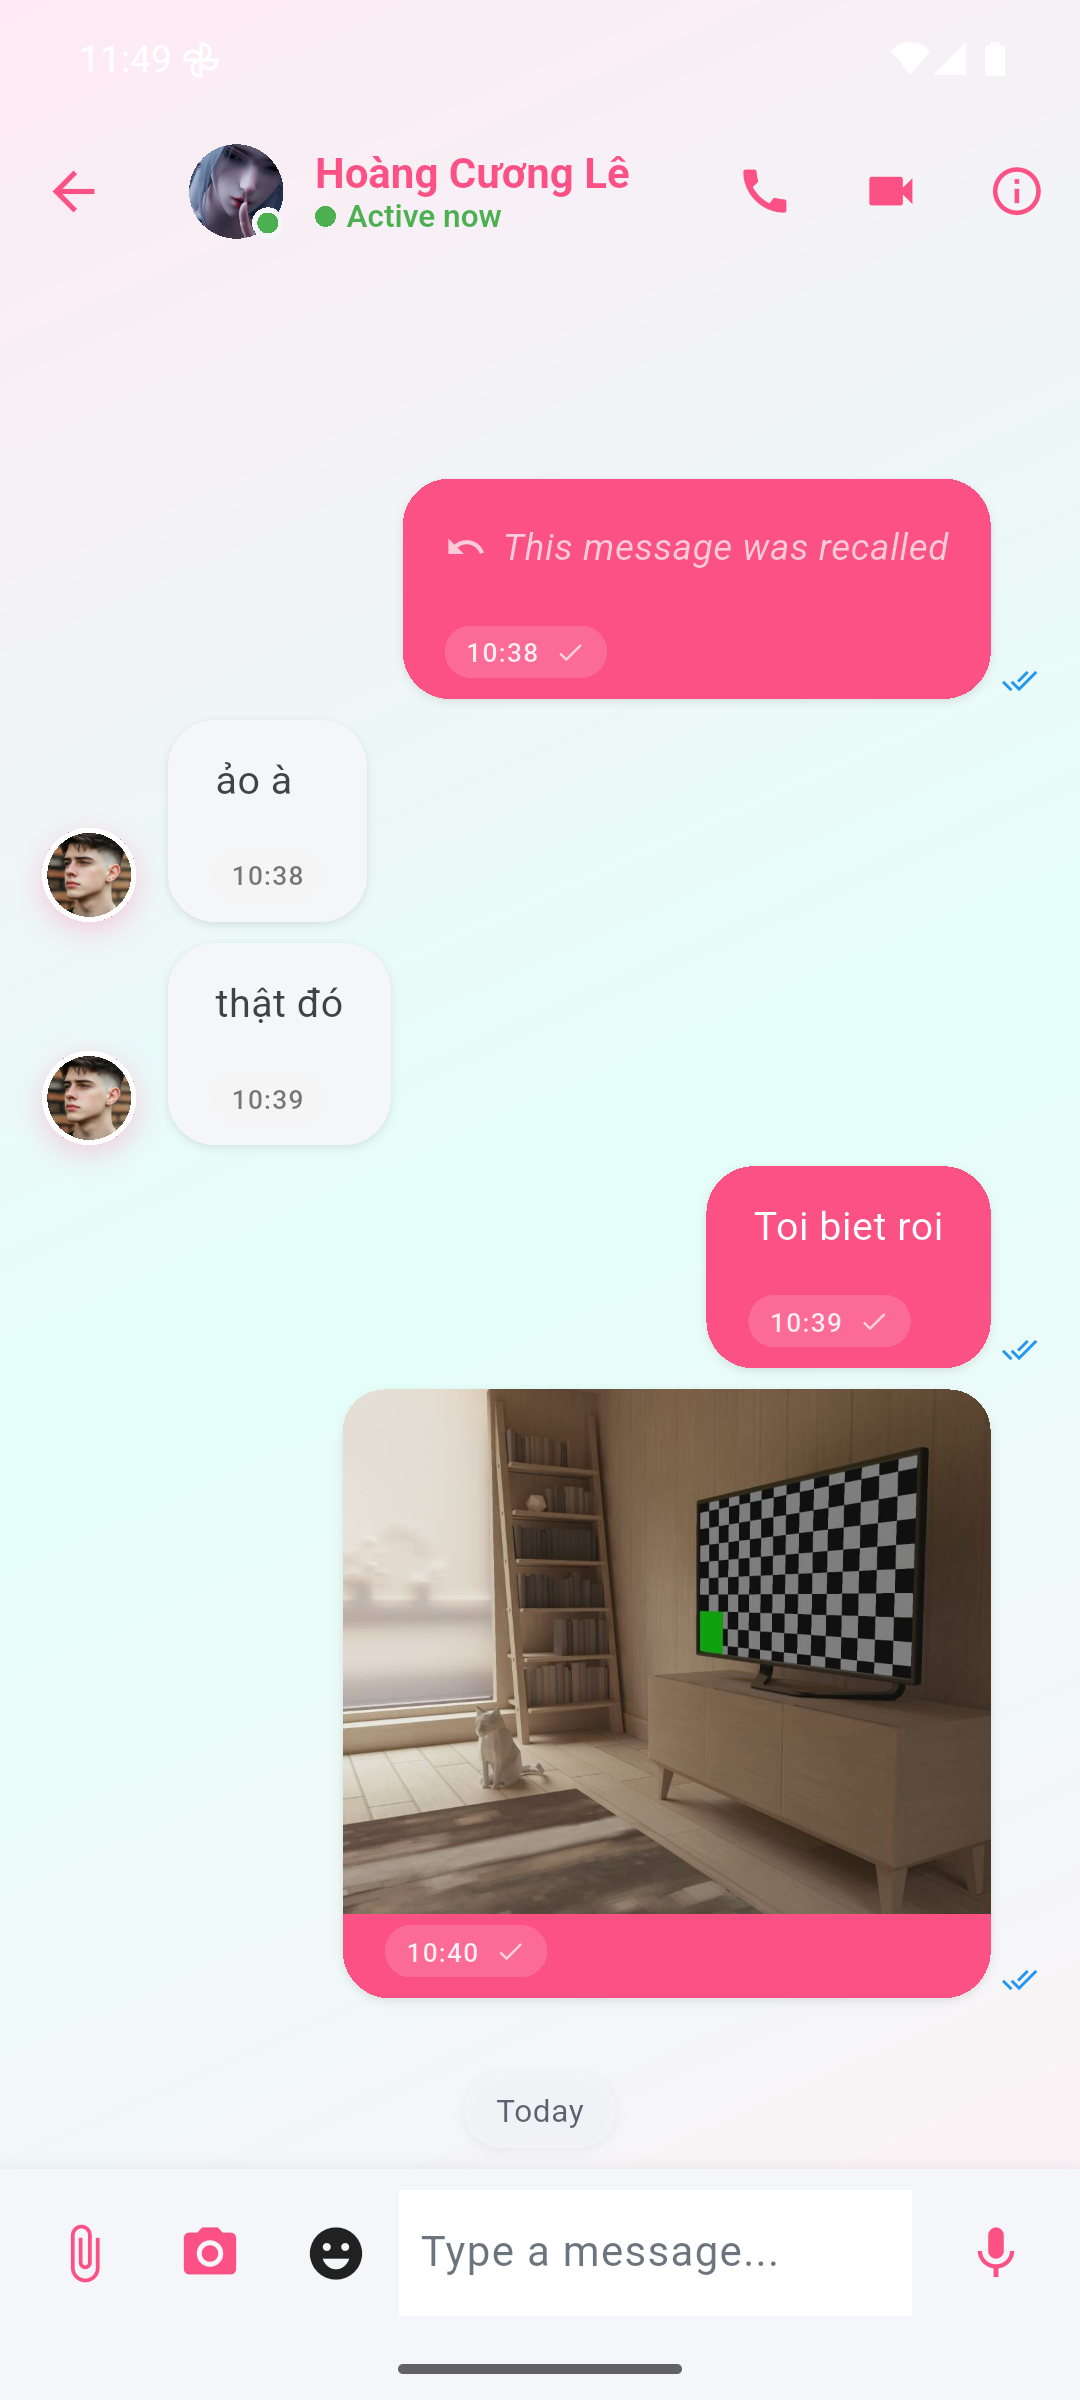 11:49
Hoàng Cương Lê
Active now
This message was recalled
10:38
ảo à
10:38
thật đó
10:39
Toi biet roi
10:39
10:40
Today
Type a message...